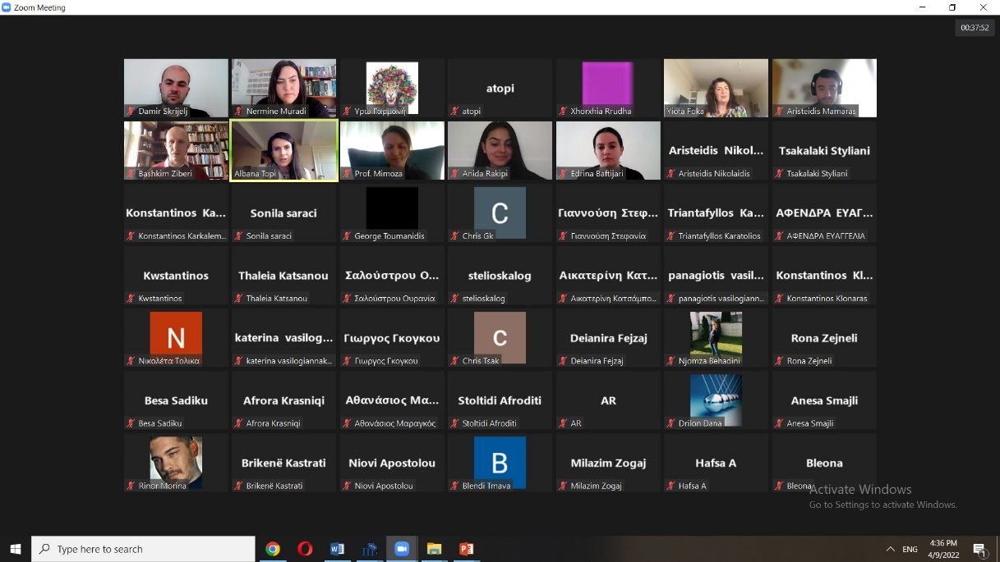 Zoom Meeting
00:37:52
Damir Skrijelj
Nermine Muradi
Υρω Γαρμανή
atopi
atopi
Xhorxhia Rrudha
Yiota Foka
Aristeidis Mamaras
Bashkim Ziberi
Albana Topi
Prof. Mimoza
Anida Rakipi
Edrina Baftijari
Aristeidis Nikol...
Aristeidis Nikolaidis
Tsakalaki Styliani
Tsakalaki Styliani
Konstantinos Ka...
Konstantinos Karkalem...
Sonila saraci
Sonila saraci
George Toumanidis
C
Chris Gk
Γιαννούση Στεφ...
Γιαννούση Στεφανία
Triantafyllos Ka...
Triantafyllos Karatolios
ΑΦΕΝΔΡΑ ΕΥΑΓ...
ΑΦΕΝΔΡΑ ΕΥΑΓΓΕΛΙΑ
Kwstantinos
Kwstantinos
Thaleia Katsanou
Thaleia Katsanou
Σαλούστρου Ο...
Σαλούστρου Ουρανία
stelioskalog
stelioskalog
Αικατερίνη Κατ...
Αικατερίνη Κατσάμπο...
panagiotis vasil...
panagiotis vasilogiann...
Konstantinos Kl...
Konstantinos Klonaras
N
Νικολέτα Τολικα
katerina vasilog...
katerina vasilogiannak...
Γιωργος Γκογκου
Γιωργος Γκογκου
C
Chris Tsak
Deianira Fejzaj
Deianira Fejzaj
Njomza Behadini
Rona Zejneli
Rona Zejneli
Besa Sadiku
Besa Sadiku
Afrora Krasniqi
Afrora Krasniqi
Αθανάσιος Μα...
Αθανάσιος Μαραγκός
Stoltidi Afroditi
Stoltidi Afroditi
AR
AR
Drilon Dana
Anesa Smajli
Anesa Smajli
Rinor Morina
Brikenë Kastrati
Brikenë Kastrati
Niovi Apostolou
Niovi Apostolou
B
Blendi Tmava
Milazim Zogaj
Milazim Zogaj
Hafsa A
Hafsa A
Bleona
Bleona
Activate Windows
Go to Settings to activate Windows.
Type here to search
ENG
4:36 PM
4/9/2022
1